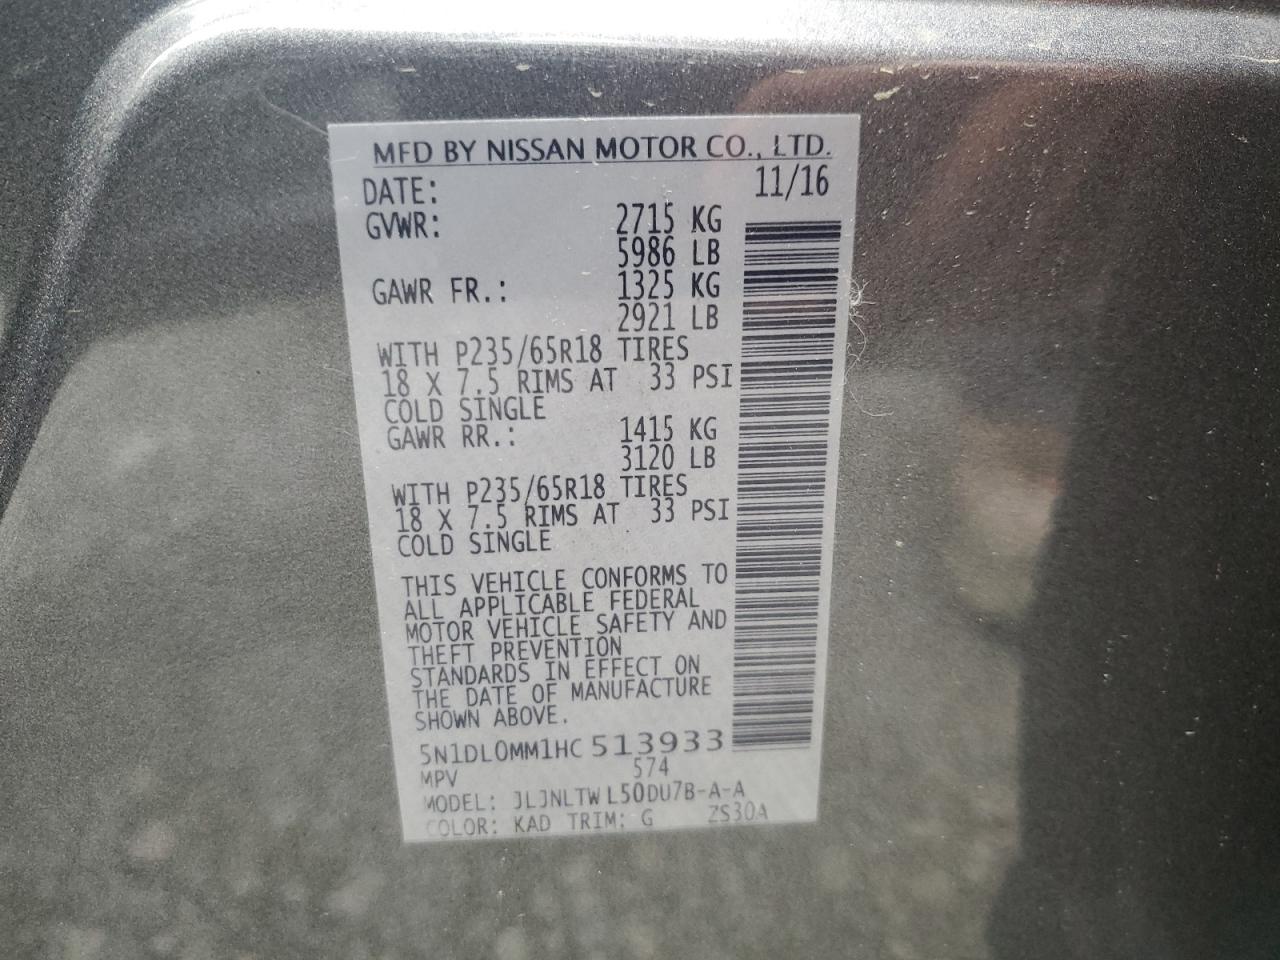 MFD BY NISSAN MOTOR CO., LTD.
DATE: 11/16
GVWR: 2715 KG
5986 LB
GAWR FR.: 1325 KG
2921 LB
WITH P235/65R18 TIRES
18 X 7.5 RIMS AT 33 PSI
COLD SINGLE
GAWR RR.: 1415 KG
3120 LB
WITH P235/65R18 TIRES
18 X 7.5 RIMS AT 33 PSI
COLD SINGLE
THIS VEHICLE CONFORMS TO
ALL APPLICABLE FEDERAL
MOTOR VEHICLE SAFETY AND
THEFT PREVENTION
STANDARDS IN EFFECT ON
THE DATE OF MANUFACTURE
SHOWN ABOVE.
5N1DL0MM1HC513933
MPV 574
MODEL: JLJNLTWL50DU7B-A-A
COLOR: KAD TRIM: G ZS30A